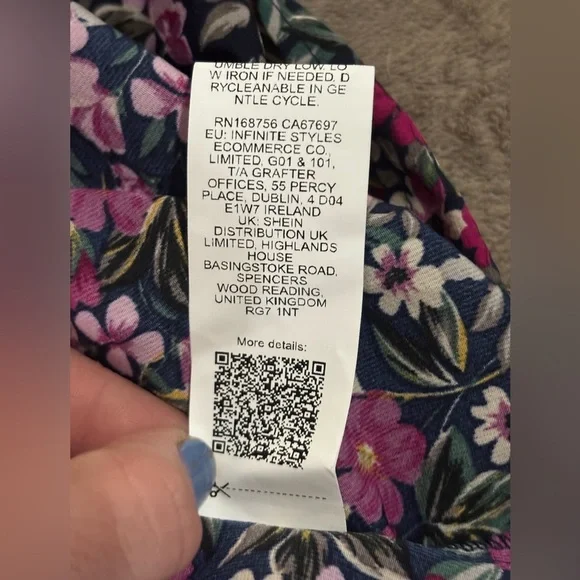 UMBLE DRY LOW LO
W IRON IF NEEDED. D
RYCLEANABLE IN GE
NTLE CYCLE.
RN168756 CA67697
EU: INFINITE STYLES
ECOMMERCE CO.,
LIMITED, G01 & 101,
T/A GRAFTER
OFFICES, 55 PERCY
PLACE, DUBLIN, 4 D04
E1W7 IRELAND
UK: SHEIN
DISTRIBUTION UK
LIMITED, HIGHLANDS
HOUSE
BASINGSTOKE ROAD,
SPENCERS
WOOD READING,
UNITED KINGDOM
RG7 1NT
More details: